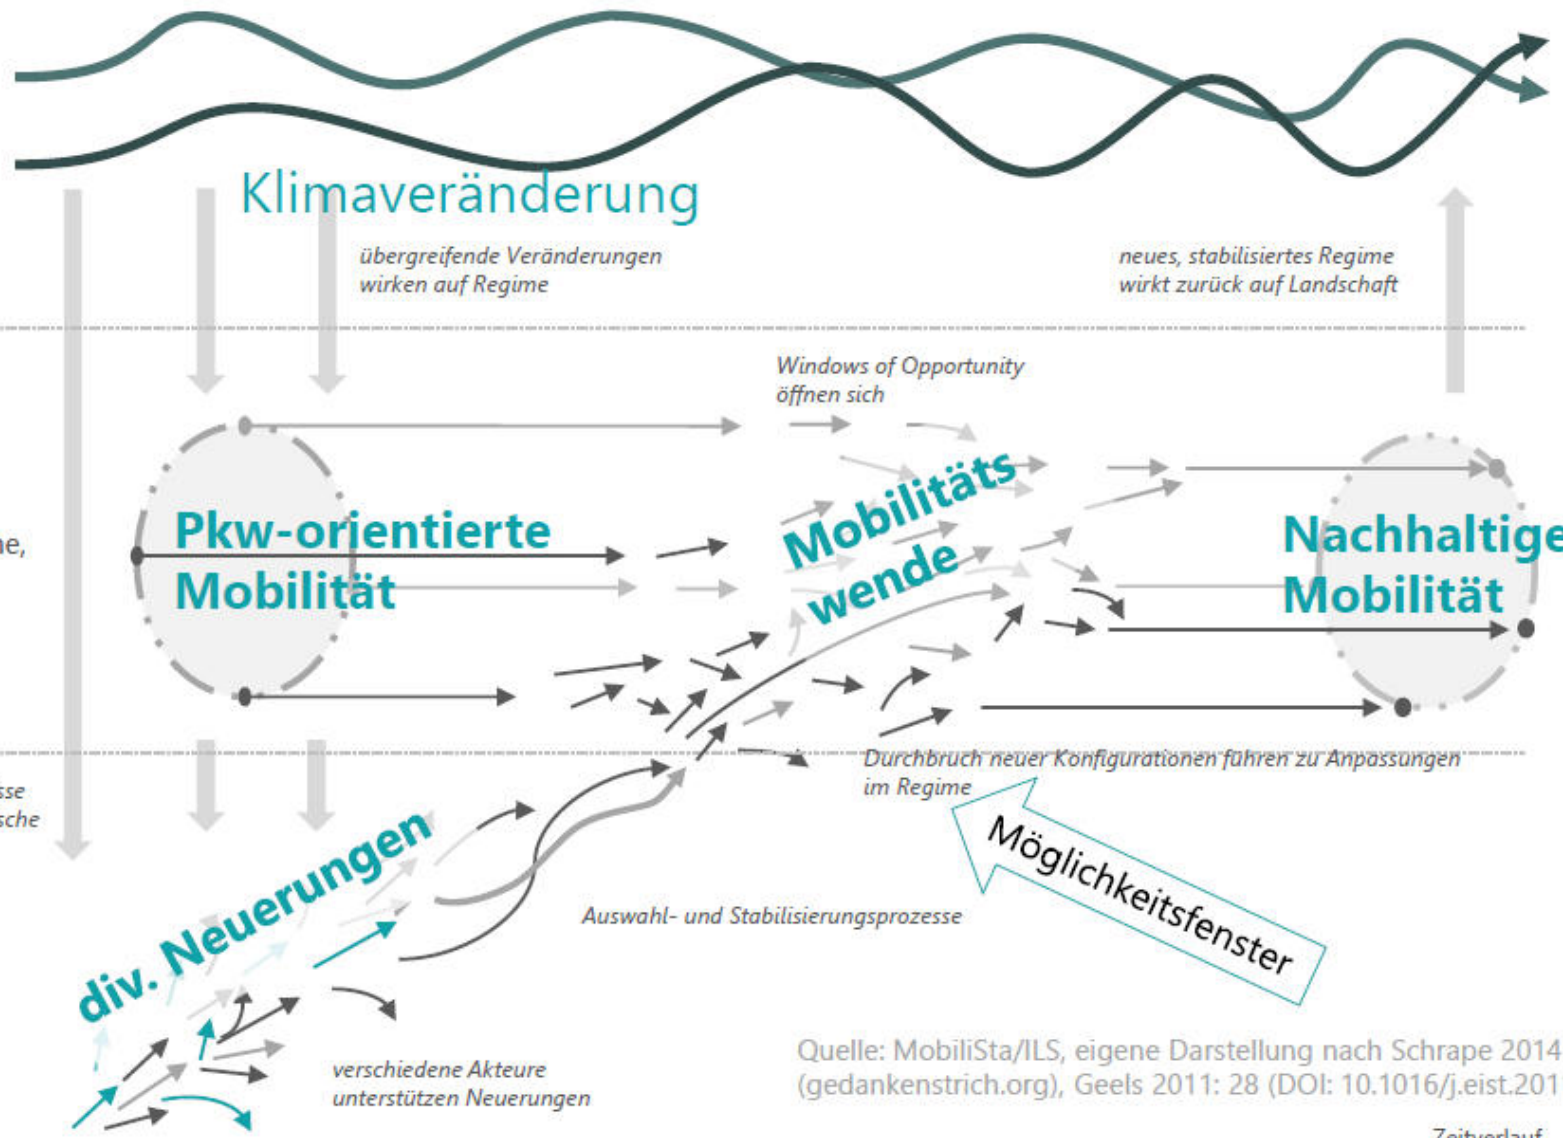 Klimaveränderung
übergreifende Veränderungen
wirken auf Regime
neues, stabilisiertes Regime
wirkt zurück auf Landschaft
Windows of Opportunity
öffnen sich
Pkw-orientierte
Mobilität
Mobilitäts
wende
Nachhaltige
Mobilität
Durchbruch neuer Konfigurationen führen zu Anpassungen
im Regime
div. Neuerungen
Möglichkeitsfenster
Auswahl- und Stabilisierungsprozesse
verschiedene Akteure
unterstützen Neuerungen
Quelle: MobiliSta/ILS, eigene Darstellung nach Schrape 2014
(gedankenstrich.org), Geels 2011: 28 (DOI: 10.1016/j.eist.201
Zeitverlauf